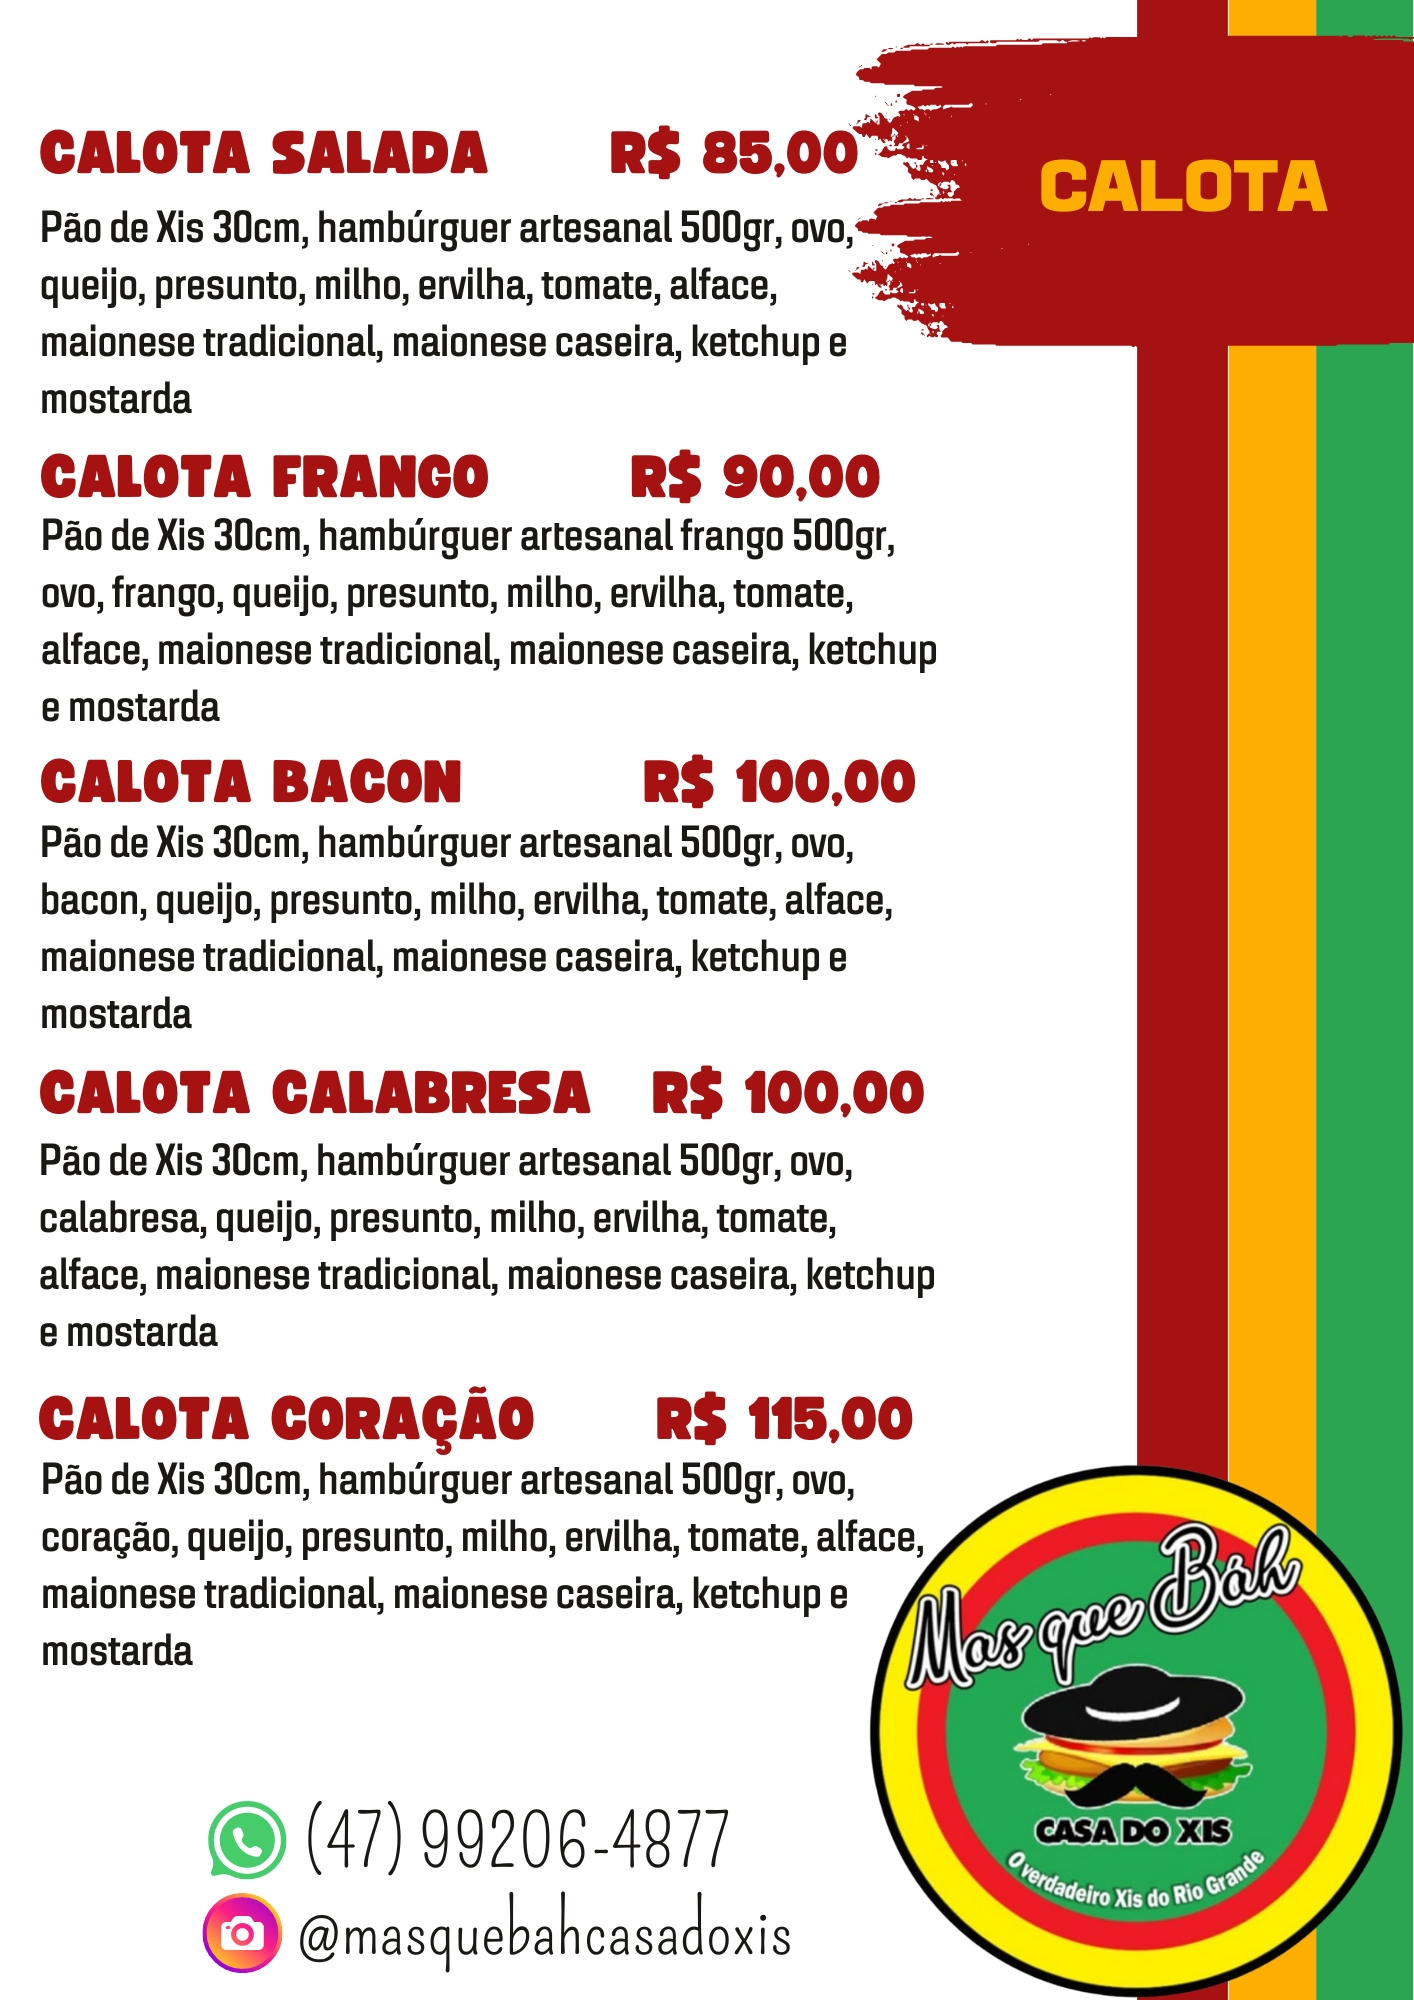 CALOTA
CALOTA SALADA R$ 85,00
Pão de Xis 30cm, hambúrguer artesanal 500gr, ovo,
queijo, presunto, milho, ervilha, tomate, alface,
maionese tradicional, maionese caseira, ketchup e
mostarda
CALOTA FRANGO R$ 90,00
Pão de Xis 30cm, hambúrguer artesanal frango 500gr,
ovo, frango, queijo, presunto, milho, ervilha, tomate,
alface, maionese tradicional, maionese caseira, ketchup
e mostarda
CALOTA BACON R$ 100,00
Pão de Xis 30cm, hambúrguer artesanal 500gr, ovo,
bacon, queijo, presunto, milho, ervilha, tomate, alface,
maionese tradicional, maionese caseira, ketchup e
mostarda
CALOTA CALABRESA R$ 100,00
Pão de Xis 30cm, hambúrguer artesanal 500gr, ovo,
calabresa, queijo, presunto, milho, ervilha, tomate,
alface, maionese tradicional, maionese caseira, ketchup
e mostarda
CALOTA CORAÇÃO R$ 115,00
Pão de Xis 30cm, hambúrguer artesanal 500gr, ovo,
coração, queijo, presunto, milho, ervilha, tomate, alface,
maionese tradicional, maionese caseira, ketchup e
mostarda
Mas que Báh
CASA DO XIS
O verdadeiro Xis do Rio Grande
(47) 99206-4877
@masquebahcasadoxis